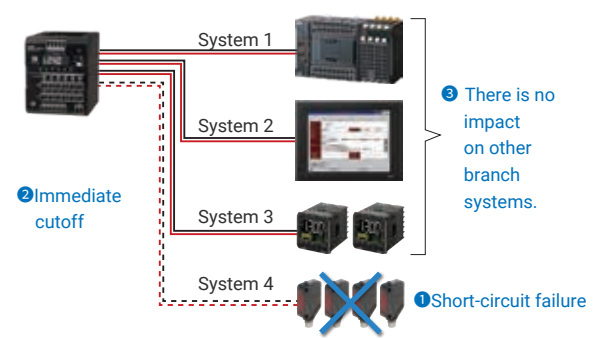 System 1
❸ There is no
impact
on other
branch
systems.
System 2
❷Immediate
cutoff
System 3
System 4
❶Short-circuit failure